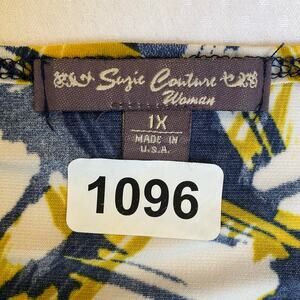 Suzie Couture
Woman
1X
MADE IN
U.S.A.
1096